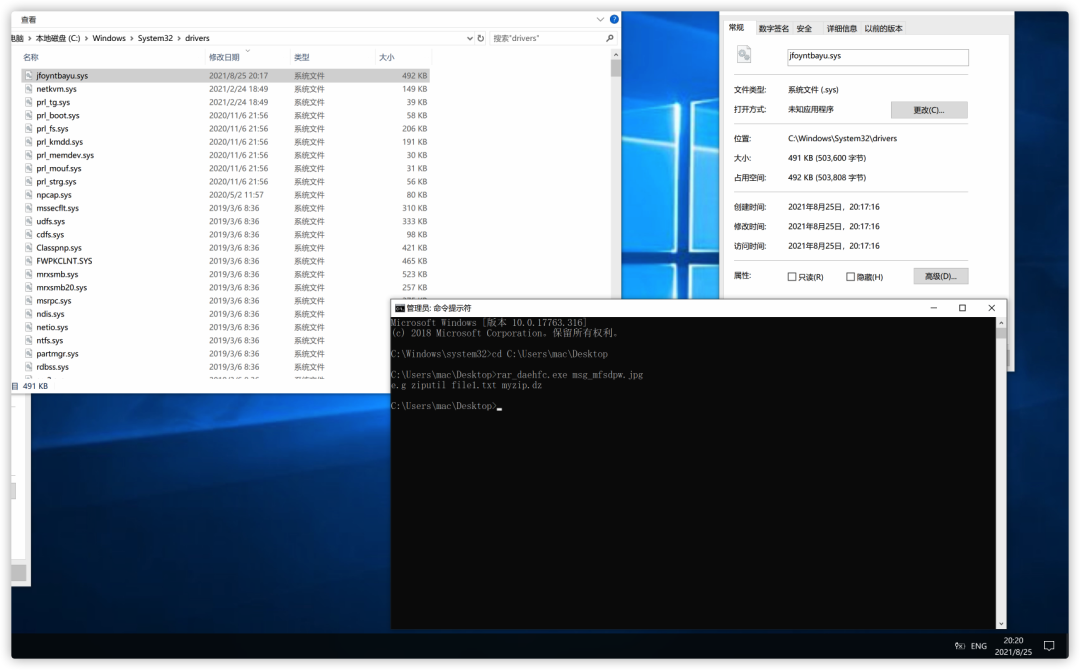 查看
电脑 › 本地磁盘 (C:) › Windows › System32 › drivers
搜索"drivers"
名称 修改日期 类型 大小
jfoyntbayu.sys 2021/8/25 20:17 系统文件 492 KB
netkvm.sys 2021/2/24 18:49 系统文件 149 KB
prl_tg.sys 2021/2/24 18:49 系统文件 39 KB
prl_boot.sys 2020/11/6 21:56 系统文件 58 KB
prl_fs.sys 2020/11/6 21:56 系统文件 206 KB
prl_kmdd.sys 2020/11/6 21:56 系统文件 191 KB
prl_memdev.sys 2020/11/6 21:56 系统文件 30 KB
prl_mouf.sys 2020/11/6 21:56 系统文件 31 KB
prl_strg.sys 2020/11/6 21:56 系统文件 56 KB
npcap.sys 2020/5/2 11:57 系统文件 80 KB
mssecflt.sys 2019/3/6 8:36 系统文件 310 KB
udfs.sys 2019/3/6 8:36 系统文件 333 KB
cdfs.sys 2019/3/6 8:36 系统文件 98 KB
Classpnp.sys 2019/3/6 8:36 系统文件 421 KB
FWPKCLNT.SYS 2019/3/6 8:36 系统文件 465 KB
mrxsmb.sys 2019/3/6 8:36 系统文件 523 KB
mrxsmb20.sys 2019/3/6 8:36 系统文件 257 KB
msrpc.sys 2019/3/6 8:36 系统文件
ndis.sys 2019/3/6 8:36 系统文件
netio.sys 2019/3/6 8:36 系统文件
ntfs.sys 2019/3/6 8:36 系统文件
partmgr.sys 2019/3/6 8:36 系统文件
rdbss.sys 2019/3/6 8:36 系统文件
491 KB
常规 数字签名 安全 详细信息 以前的版本
jfoyntbayu.sys
文件类型: 系统文件 (.sys)
打开方式: 未知应用程序 更改(C)...
位置: C:\Windows\System32\drivers
大小: 491 KB (503,600 字节)
占用空间: 492 KB (503,808 字节)
创建时间: 2021年8月25日，20:17:16
修改时间: 2021年8月25日，20:17:16
访问时间: 2021年8月25日，20:17:16
属性: 只读(R) 隐藏(H) 高级(D)...
管理员: 命令提示符
Microsoft Windows [版本 10.0.17763.316]
(c) 2018 Microsoft Corporation。保留所有权利。
C:\Windows\system32>cd C:\Users\mac\Desktop
C:\Users\mac\Desktop>rar_daehfc.exe msg_mfsdpw.jpg
e.g ziputil file1.txt myzip.dz
C:\Users\mac\Desktop>
ENG
20:20
2021/8/25